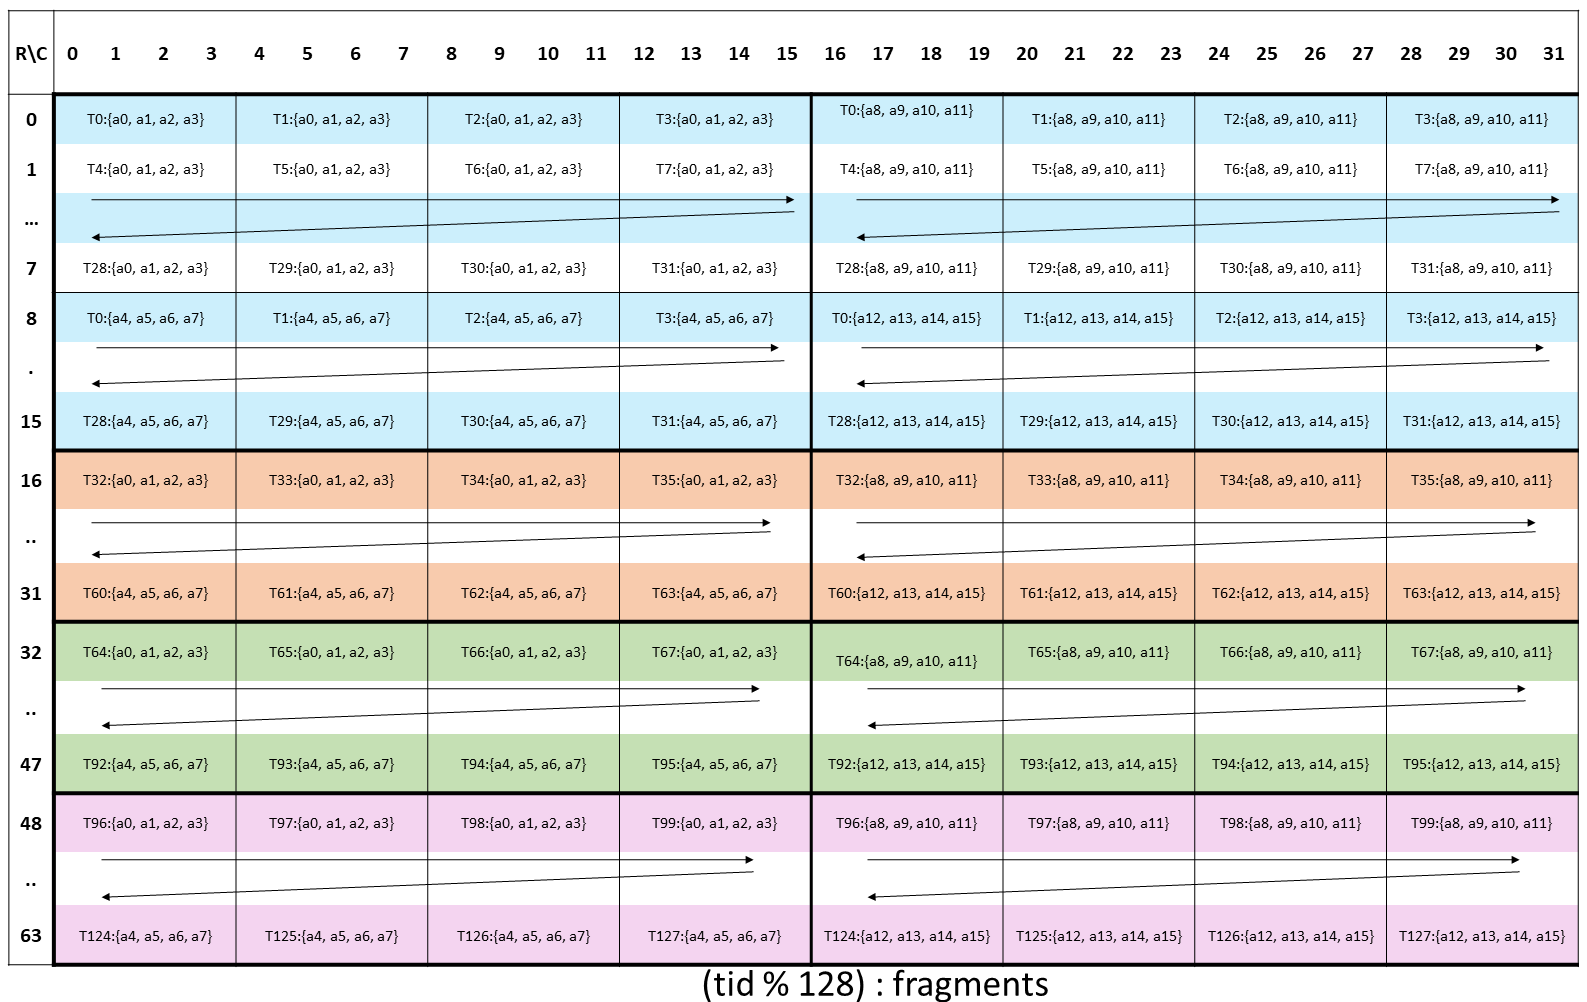 R\C 0 1 2 3 4 5 6 7 8 9 10 11 12 13 14 15 16 17 18 19 20 21 22 23 24 25 26 27 28 29 30 31
0 T0:{a0, a1, a2, a3} T1:{a0, a1, a2, a3} T2:{a0, a1, a2, a3} T3:{a0, a1, a2, a3} T0:{a8, a9, a10, a11} T1:{a8, a9, a10, a11} T2:{a8, a9, a10, a11} T3:{a8, a9, a10, a11}
1 T4:{a0, a1, a2, a3} T5:{a0, a1, a2, a3} T6:{a0, a1, a2, a3} T7:{a0, a1, a2, a3} T4:{a8, a9, a10, a11} T5:{a8, a9, a10, a11} T6:{a8, a9, a10, a11} T7:{a8, a9, a10, a11}
...
7 T28:{a0, a1, a2, a3} T29:{a0, a1, a2, a3} T30:{a0, a1, a2, a3} T31:{a0, a1, a2, a3} T28:{a8, a9, a10, a11} T29:{a8, a9, a10, a11} T30:{a8, a9, a10, a11} T31:{a8, a9, a10, a11}
8 T0:{a4, a5, a6, a7} T1:{a4, a5, a6, a7} T2:{a4, a5, a6, a7} T3:{a4, a5, a6, a7} T0:{a12, a13, a14, a15} T1:{a12, a13, a14, a15} T2:{a12, a13, a14, a15} T3:{a12, a13, a14, a15}
.
15 T28:{a4, a5, a6, a7} T29:{a4, a5, a6, a7} T30:{a4, a5, a6, a7} T31:{a4, a5, a6, a7} T28:{a12, a13, a14, a15} T29:{a12, a13, a14, a15} T30:{a12, a13, a14, a15} T31:{a12, a13, a14, a15}
16 T32:{a0, a1, a2, a3} T33:{a0, a1, a2, a3} T34:{a0, a1, a2, a3} T35:{a0, a1, a2, a3} T32:{a8, a9, a10, a11} T33:{a8, a9, a10, a11} T34:{a8, a9, a10, a11} T35:{a8, a9, a10, a11}
..
31 T60:{a4, a5, a6, a7} T61:{a4, a5, a6, a7} T62:{a4, a5, a6, a7} T63:{a4, a5, a6, a7} T60:{a12, a13, a14, a15} T61:{a12, a13, a14, a15} T62:{a12, a13, a14, a15} T63:{a12, a13, a14, a15}
32 T64:{a0, a1, a2, a3} T65:{a0, a1, a2, a3} T66:{a0, a1, a2, a3} T67:{a0, a1, a2, a3} T64:{a8, a9, a10, a11} T65:{a8, a9, a10, a11} T66:{a8, a9, a10, a11} T67:{a8, a9, a10, a11}
..
47 T92:{a4, a5, a6, a7} T93:{a4, a5, a6, a7} T94:{a4, a5, a6, a7} T95:{a4, a5, a6, a7} T92:{a12, a13, a14, a15} T93:{a12, a13, a14, a15} T94:{a12, a13, a14, a15} T95:{a12, a13, a14, a15}
48 T96:{a0, a1, a2, a3} T97:{a0, a1, a2, a3} T98:{a0, a1, a2, a3} T99:{a0, a1, a2, a3} T96:{a8, a9, a10, a11} T97:{a8, a9, a10, a11} T98:{a8, a9, a10, a11} T99:{a8, a9, a10, a11}
..
63 T124:{a4, a5, a6, a7} T125:{a4, a5, a6, a7} T126:{a4, a5, a6, a7} T127:{a4, a5, a6, a7} T124:{a12, a13, a14, a15} T125:{a12, a13, a14, a15} T126:{a12, a13, a14, a15} T127:{a12, a13, a14, a15}
(tid % 128) : fragments